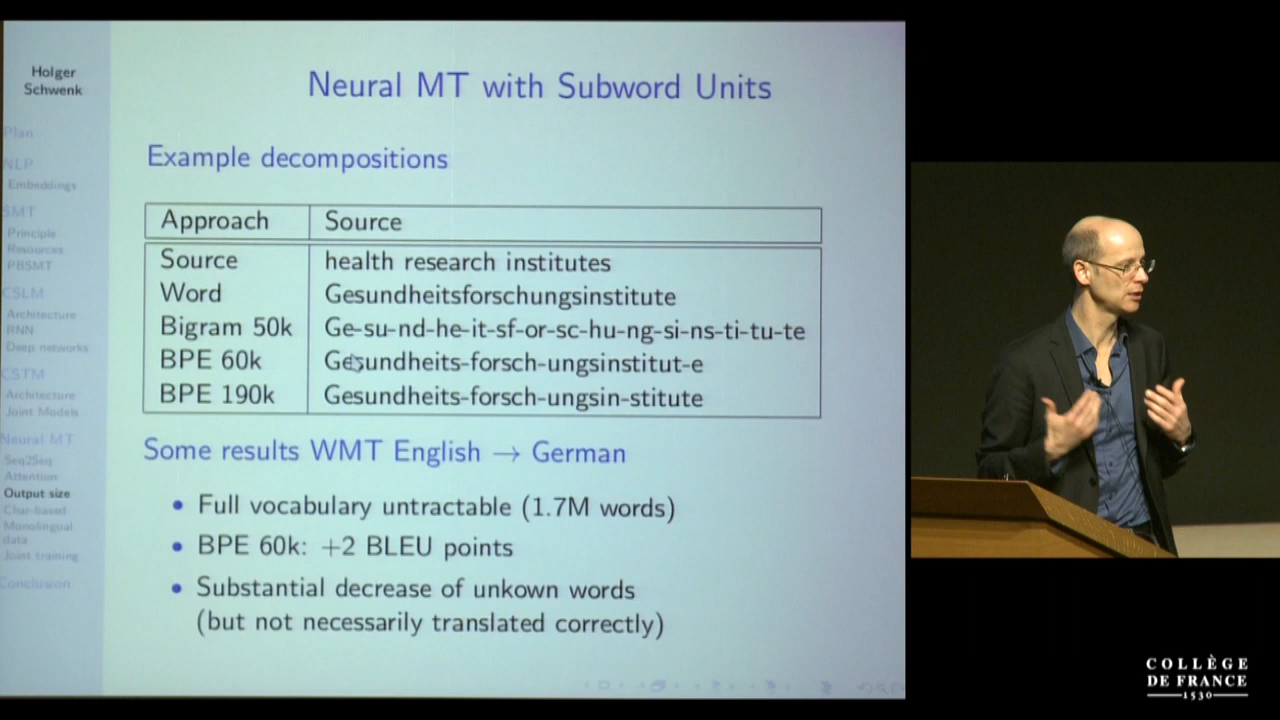 Holger
Schwenk
Plan
NLP
Embeddings
SMT
Principle
Resources
PBSMT
CSLM
Architecture
RNN
Deep networks
CSTM
Architecture
Joint Models
Neural MT
Seq2Seq
Attention
Output size
Char-based
Monolingual
data
Joint training
Conclusion
Neural MT with Subword Units
Example decompositions
Approach Source
Source health research institutes
Word Gesundheitsforschungsinstitute
Bigram 50k Ge-su-nd-he-it-sf-or-sc-hu-ng-si-ns-ti-tu-te
BPE 60k Gesundheits-forsch-ungsinstitut-e
BPE 190k Gesundheits-forsch-ungsin-stitute
Some results WMT English → German
• Full vocabulary untractable (1.7M words)
• BPE 60k: +2 BLEU points
• Substantial decrease of unkown words
(but not necessarily translated correctly)
COLLÈGE
DE FRANCE
1530